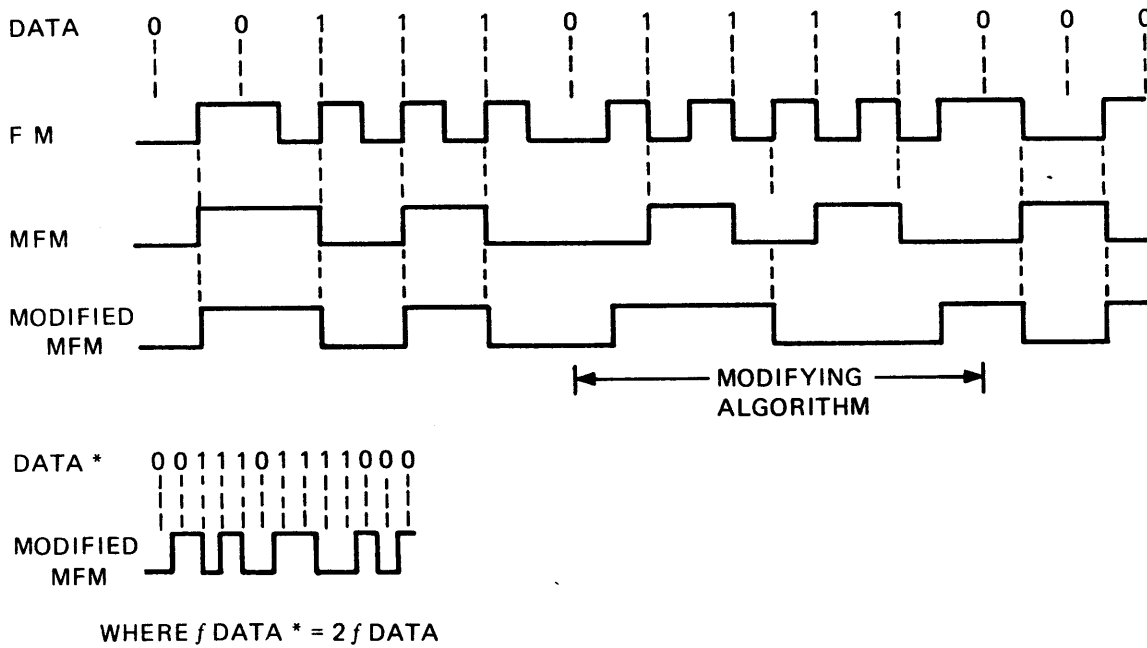 DATA 0 0 1 1 1 0 1 1 1 1 0 0 0
F M
MFM
MODIFIED
MFM
MODIFYING
ALGORITHM
DATA * 0 0 1 1 1 0 1 1 1 1 0 0 0
MODIFIED
MFM
WHERE f DATA * = 2 f DATA